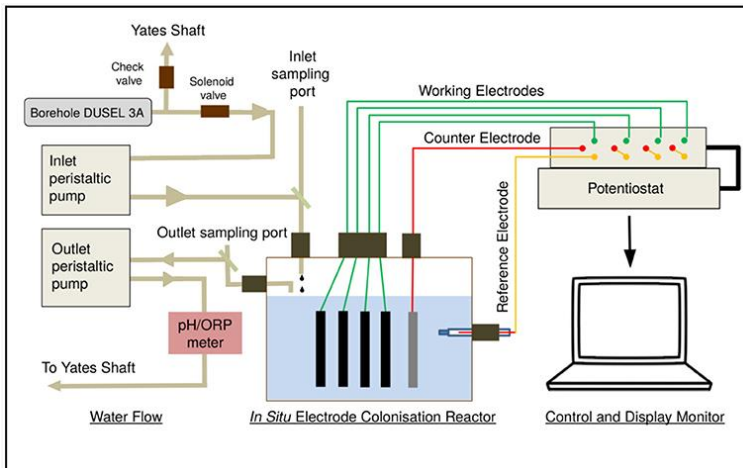 Yates Shaft
Check
valve
Solenoid
valve
Borehole DUSEL 3A
Inlet
sampling
port
Working Electrodes
Counter Electrode
Inlet
peristaltic
pump
Potentiostat
Outlet sampling port
Outlet
peristaltic
pump
Reference Electrode
pH/ORP
meter
To Yates Shaft
Water Flow
In Situ Electrode Colonisation Reactor
Control and Display Monitor